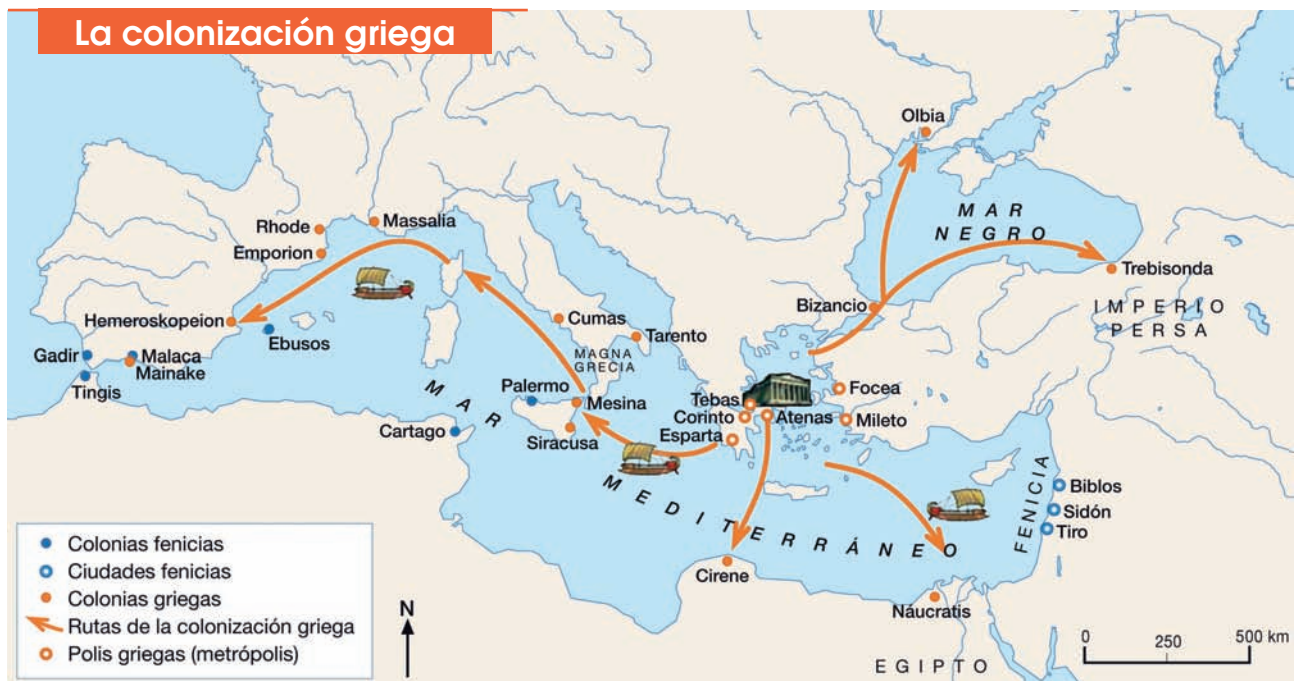 La colonización griega
Olbia
MAR
NEGRO
Rhode
Massalia
Emporion
Trebisonda
Bizancio
IMPERIO
PERSA
Hemeroskopeion
Cumas
Ebusos
Tarento
Gadir
Malaca
Mainake
MAGNA
GRECIA
Tingis
Palermo
Mesina
Tebas
Focea
Corinto
Atenas
Mileto
Cartago
Siracusa
Esparta
MAR MEDITERRÁNEO
FENICIA
Biblos
Sidón
Tiro
Cirene
Náucratis
EGIPTO
Colonias fenicias
Ciudades fenicias
Colonias griegas
Rutas de la colonización griega
Polis griegas (metrópolis)
N
0 250 500 km